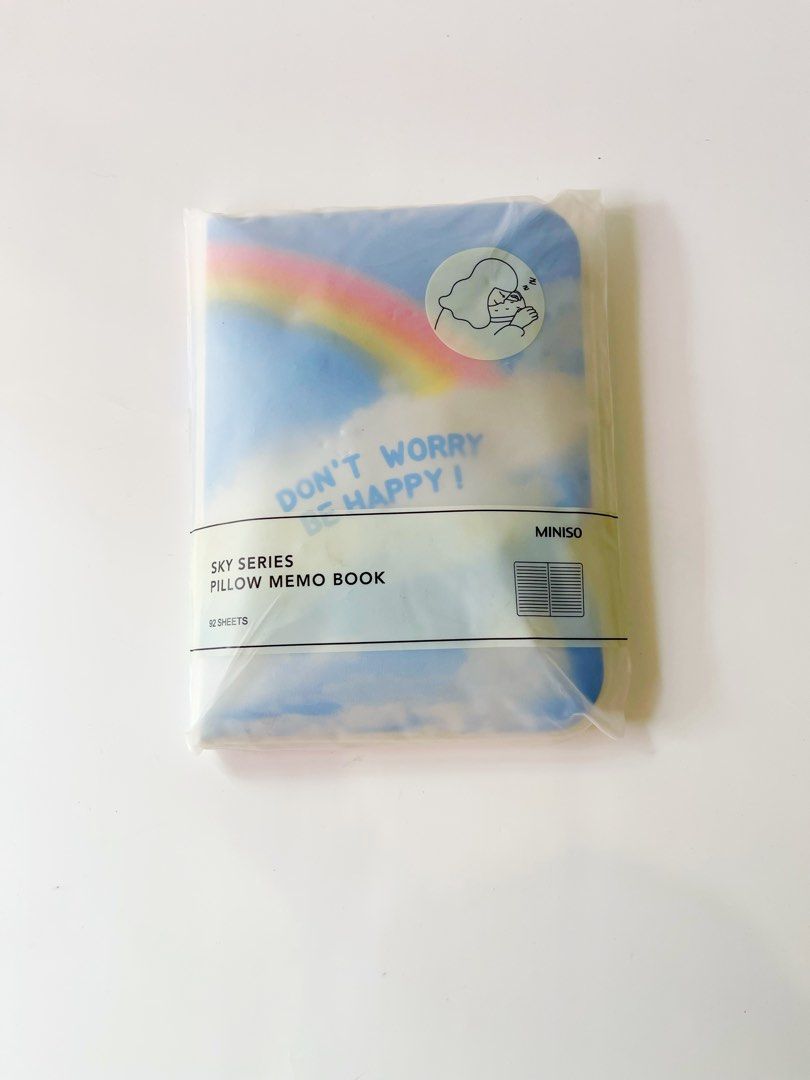 DON'T WORRY
BE HAPPY!
MINISO
SKY SERIES
PILLOW MEMO BOOK
92 SHEETS